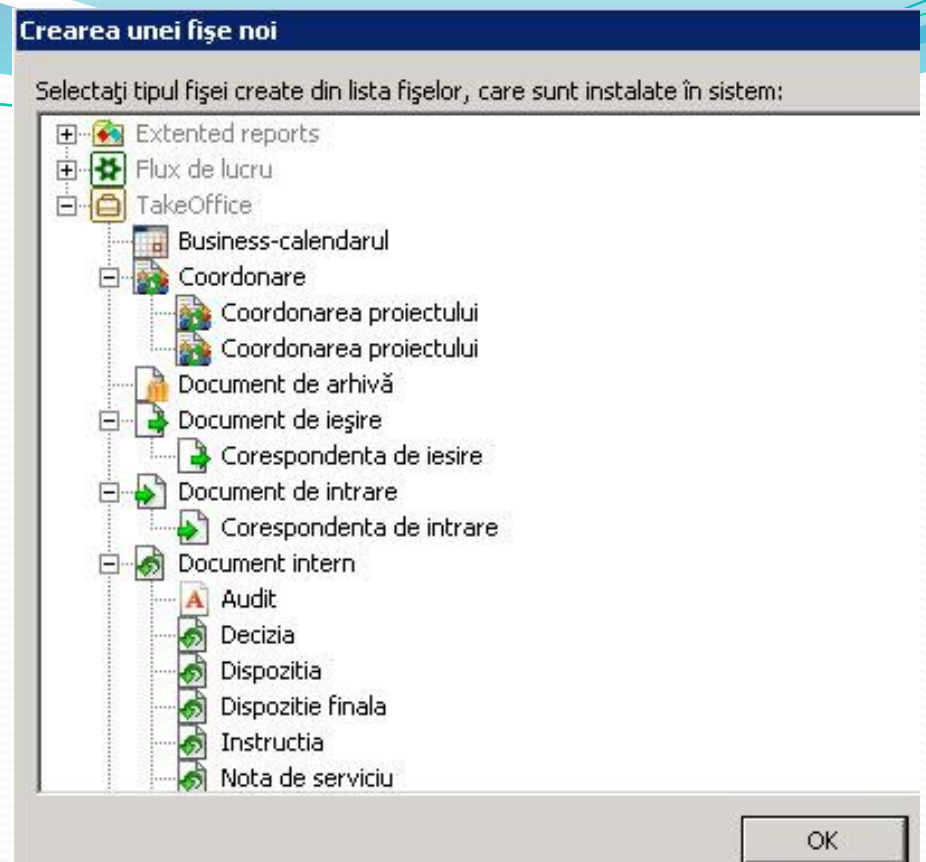 Crearea unei fişe noi
Selectaţi tipul fişei create din lista fişelor, care sunt instalate în sistem:
Extented reports
Flux de lucru
TakeOffice
Business-calendarul
Coordonare
Coordonarea proiectului
Coordonarea proiectului
Document de arhivă
Document de ieşire
Corespondenta de iesire
Document de intrare
Corespondenta de intrare
Document intern
Audit
Decizia
Dispozitia
Dispozitie finala
Instructia
Nota de serviciu
OK